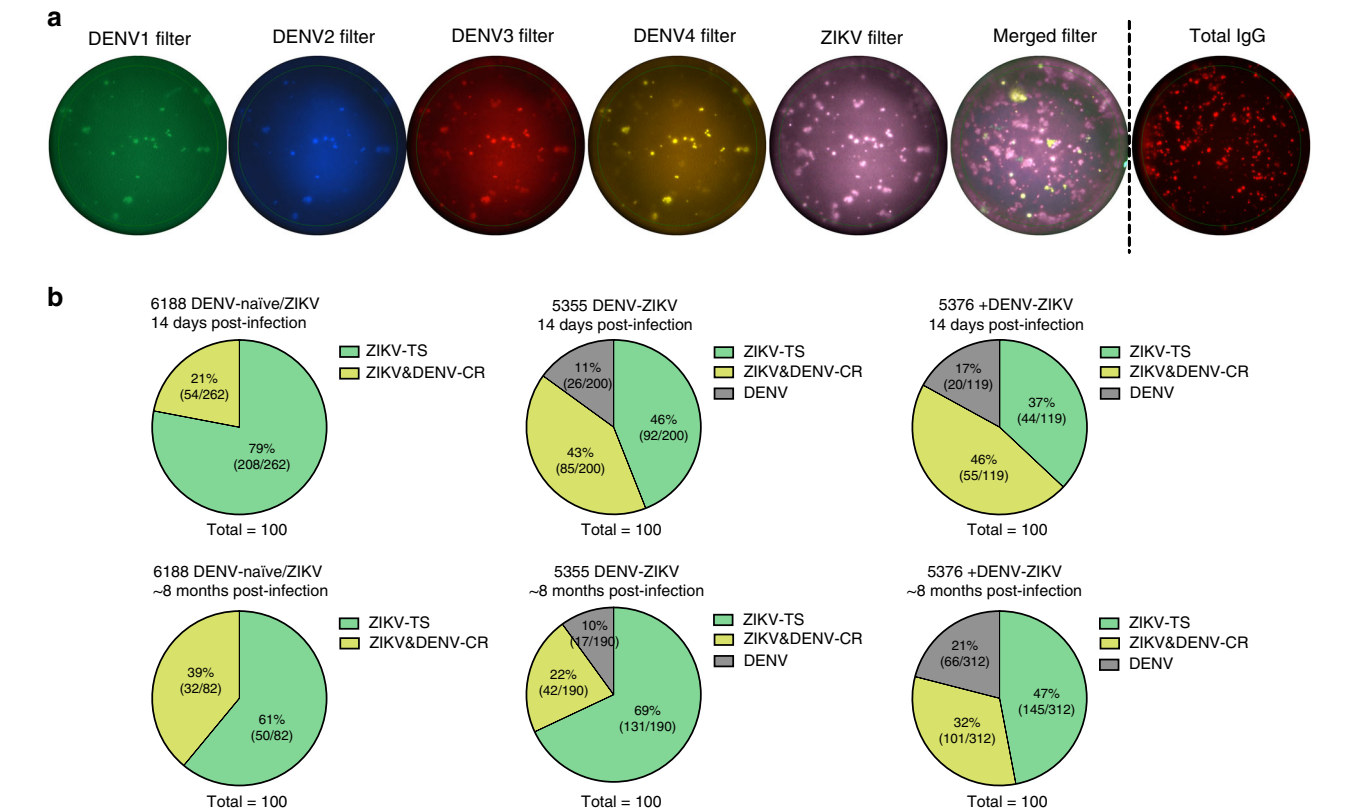 a
DENV1 filter
DENV2 filter
DENV3 filter
DENV4 filter
ZIKV filter
Merged filter
Total IgG
b
6188 DENV-naïve/ZIKV
14 days post-infection
21%
(54/262)
79%
(208/262)
ZIKV-TS
ZIKV&DENV-CR
Total = 100
5355 DENV-ZIKV
14 days post-infection
11%
(26/200)
46%
(92/200)
43%
(85/200)
ZIKV-TS
ZIKV&DENV-CR
DENV
Total = 100
5376 +DENV-ZIKV
14 days post-infection
17%
(20/119)
37%
(44/119)
46%
(55/119)
ZIKV-TS
ZIKV&DENV-CR
DENV
Total = 100
6188 DENV-naïve/ZIKV
~8 months post-infection
39%
(32/82)
61%
(50/82)
ZIKV-TS
ZIKV&DENV-CR
Total = 100
5355 DENV-ZIKV
~8 months post-infection
10%
(17/190)
22%
(42/190)
69%
(131/190)
ZIKV-TS
ZIKV&DENV-CR
DENV
Total = 100
5376 +DENV-ZIKV
~8 months post-infection
21%
(66/312)
47%
(145/312)
32%
(101/312)
ZIKV-TS
ZIKV&DENV-CR
DENV
Total = 100